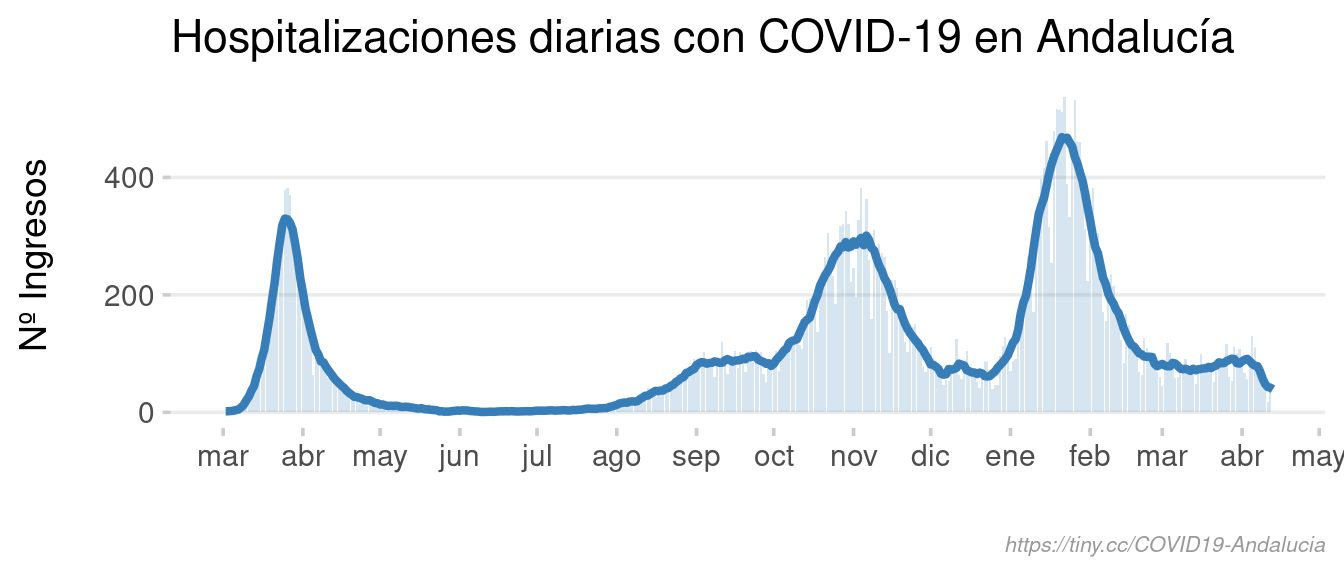 Hospitalizaciones diarias con COVID-19 en Andalucía
Nº Ingresos
400
200
0
mar abr may jun jul ago sep oct nov dic ene feb mar abr may
https://tiny.cc/COVID19-Andalucia